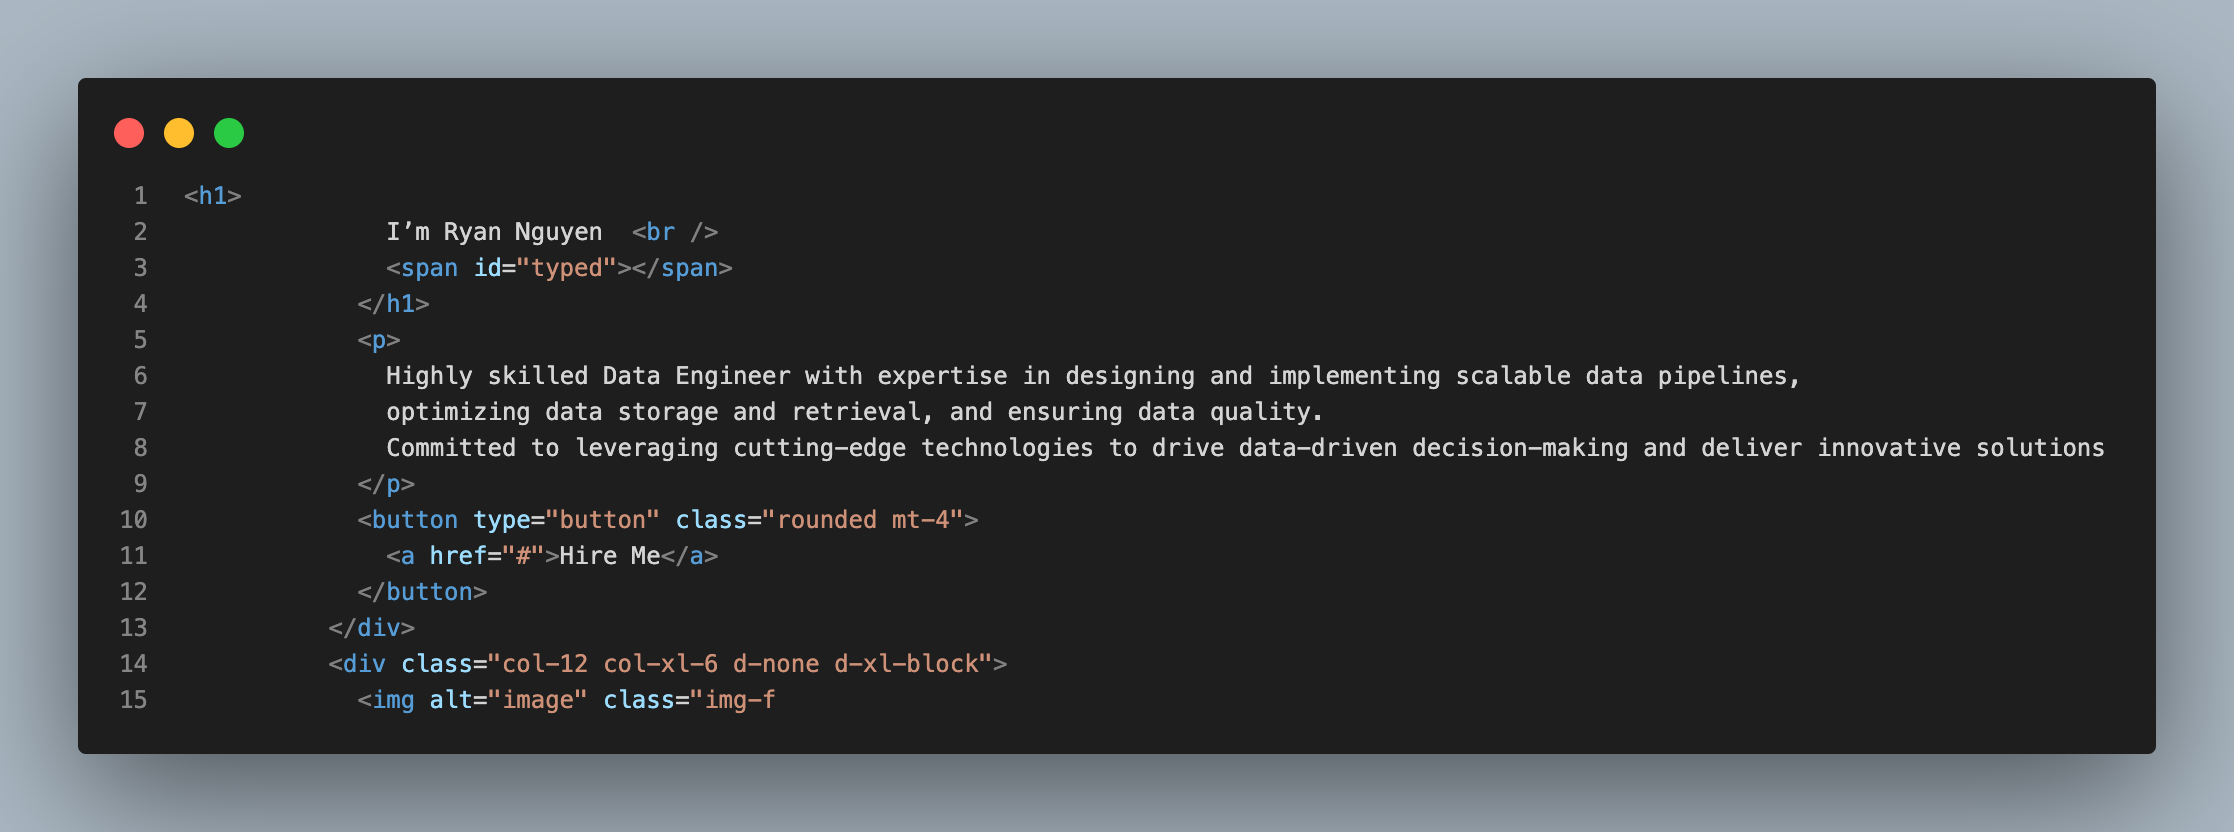 1 <h1>
2 I’m Ryan Nguyen  <br />
3 <span id="typed"></span>
4 </h1>
5 <p>
6 Highly skilled Data Engineer with expertise in designing and implementing scalable data pipelines,
7 optimizing data storage and retrieval, and ensuring data quality.
8 Committed to leveraging cutting-edge technologies to drive data-driven decision-making and deliver innovative solutions
9 </p>
10 <button type="button" class="rounded mt-4">
11 <a href="#">Hire Me</a>
12 </button>
13 </div>
14 <div class="col-12 col-xl-6 d-none d-xl-block">
15 <img alt="image" class="img-f